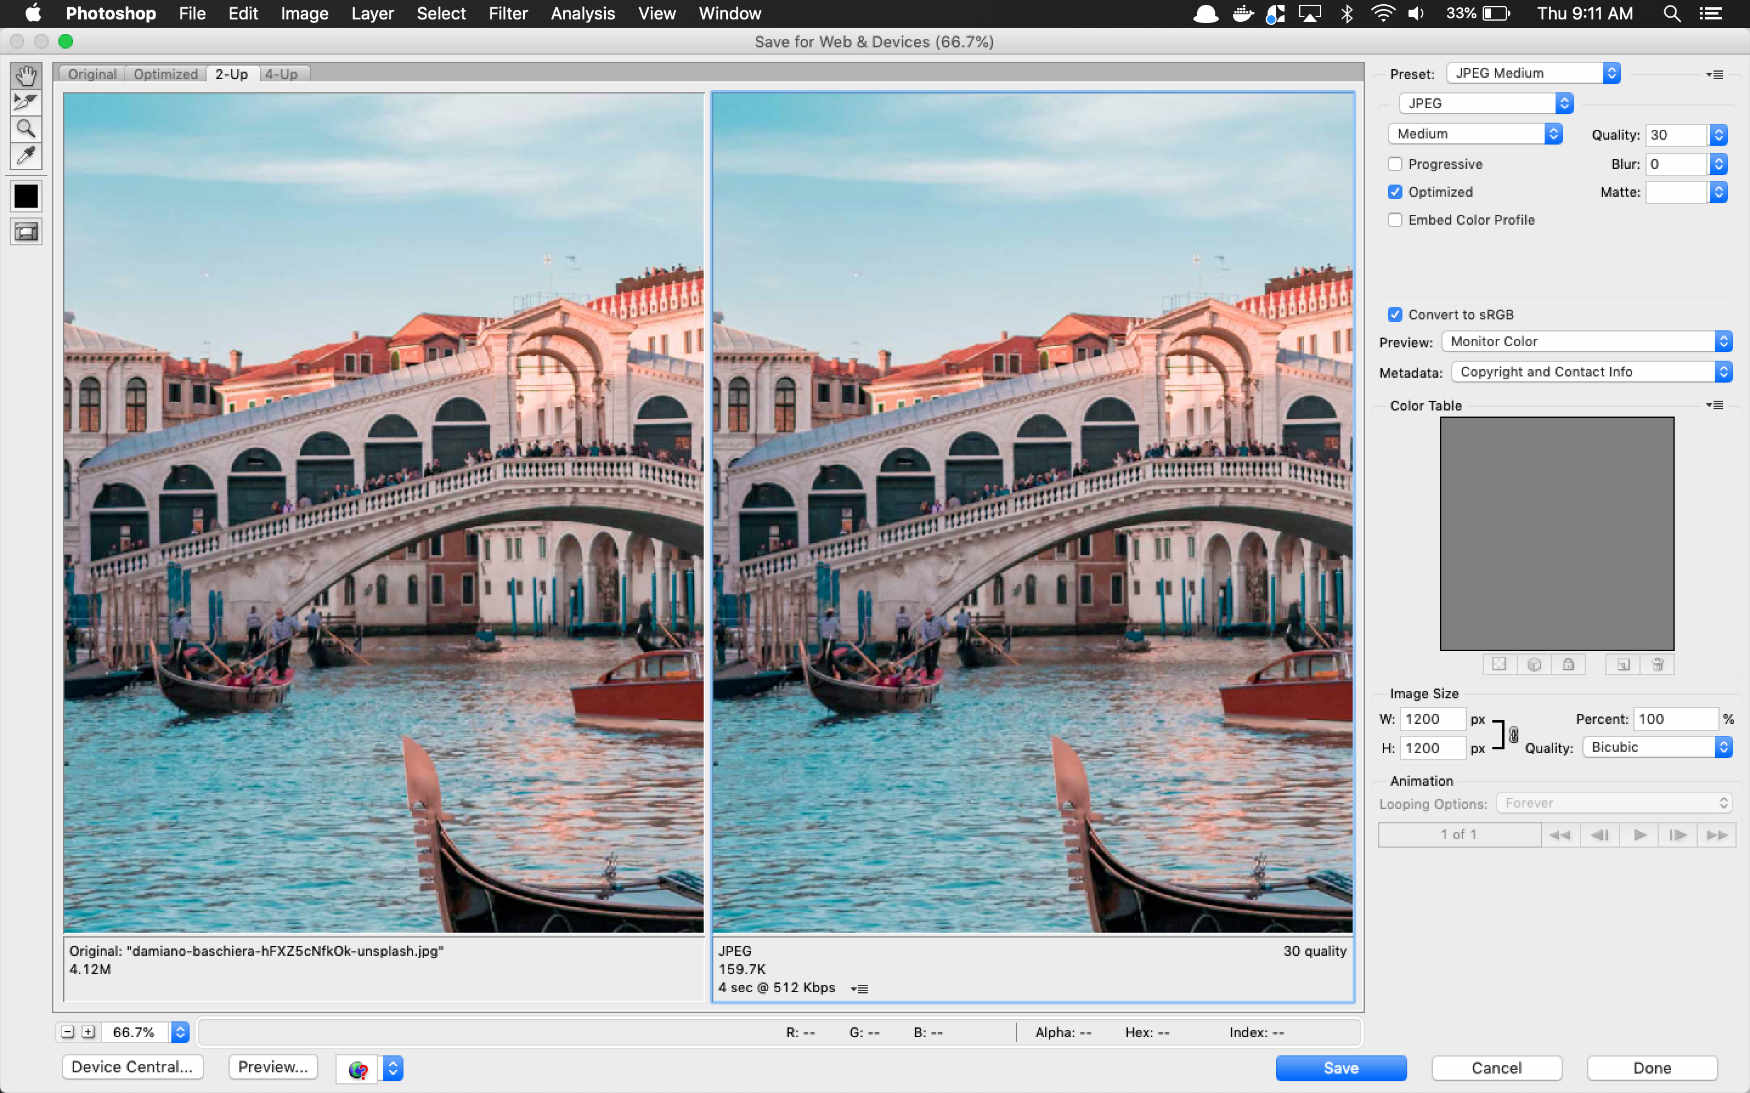 Photoshop File Edit Image Layer Select Filter Analysis View Window 33% Thu 9:11 AM
Save for Web & Devices (66.7%)
Original Optimized 2-Up 4-Up
Preset: JPEG Medium
JPEG
Medium Quality: 30
Progressive Blur: 0
Optimized Matte:
Embed Color Profile
Convert to sRGB
Preview: Monitor Color
Metadata: Copyright and Contact Info
Color Table
Image Size
W: 1200 px Percent: 100 %
H: 1200 px Quality: Bicubic
Animation
Looping Options: Forever
1 of 1
Original: "damiano-baschiera-hFXZ5cNfkOk-unsplash.jpg"
4.12M
JPEG 30 quality
159.7K
4 sec @ 512 Kbps
66.7% R: -- G: -- B: -- Alpha: -- Hex: -- Index: --
Device Central... Preview... Save Cancel Done